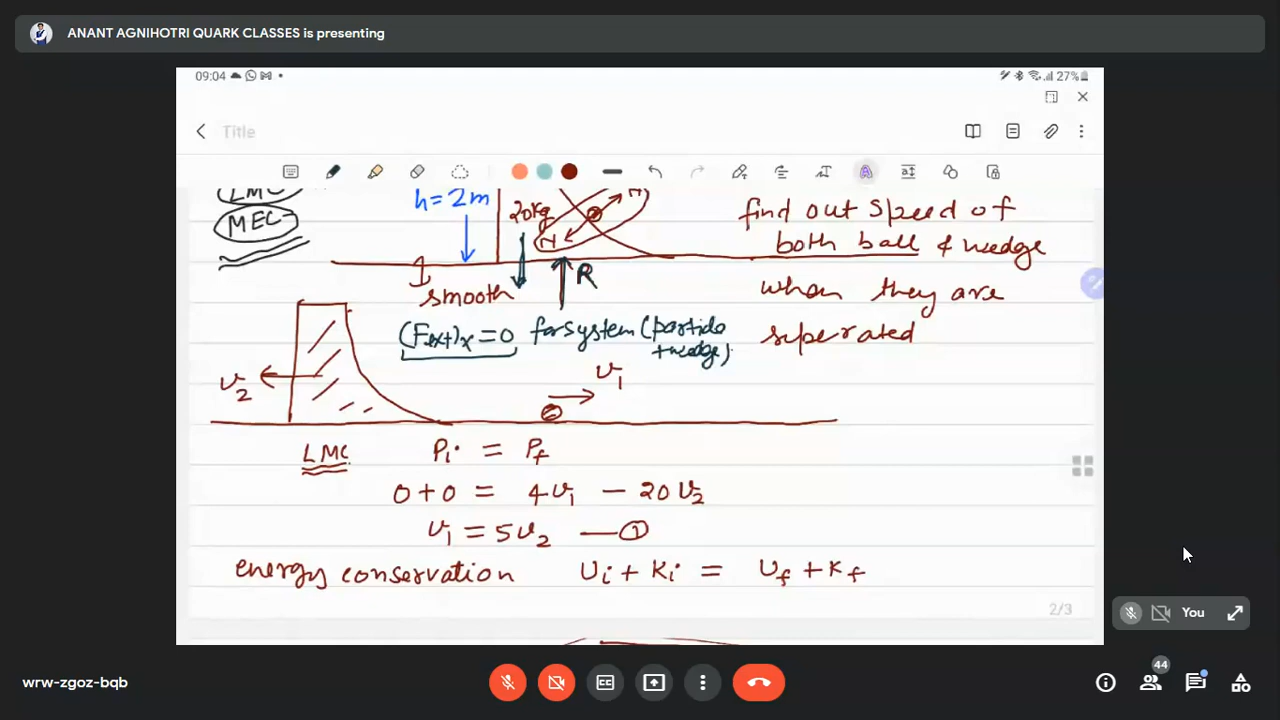 ANANT AGNIHOTRI QUARK CLASSES is presenting
09:04
27%
Title
LMC
MEC
h = 2m
20kg
N
N
find out speed of
both ball & wedge
when they are
seperated
smooth
R
(Fext)x = 0 for system (particle
+ wedge)
v2
v1
LMC Pi = Pf
0 + 0 = 4v1 - 20v2
v1 = 5v2 —①
energy conservation Ui + Ki = Uf + Kf
2/3
You
wrw-zgoz-bqb
CC
44